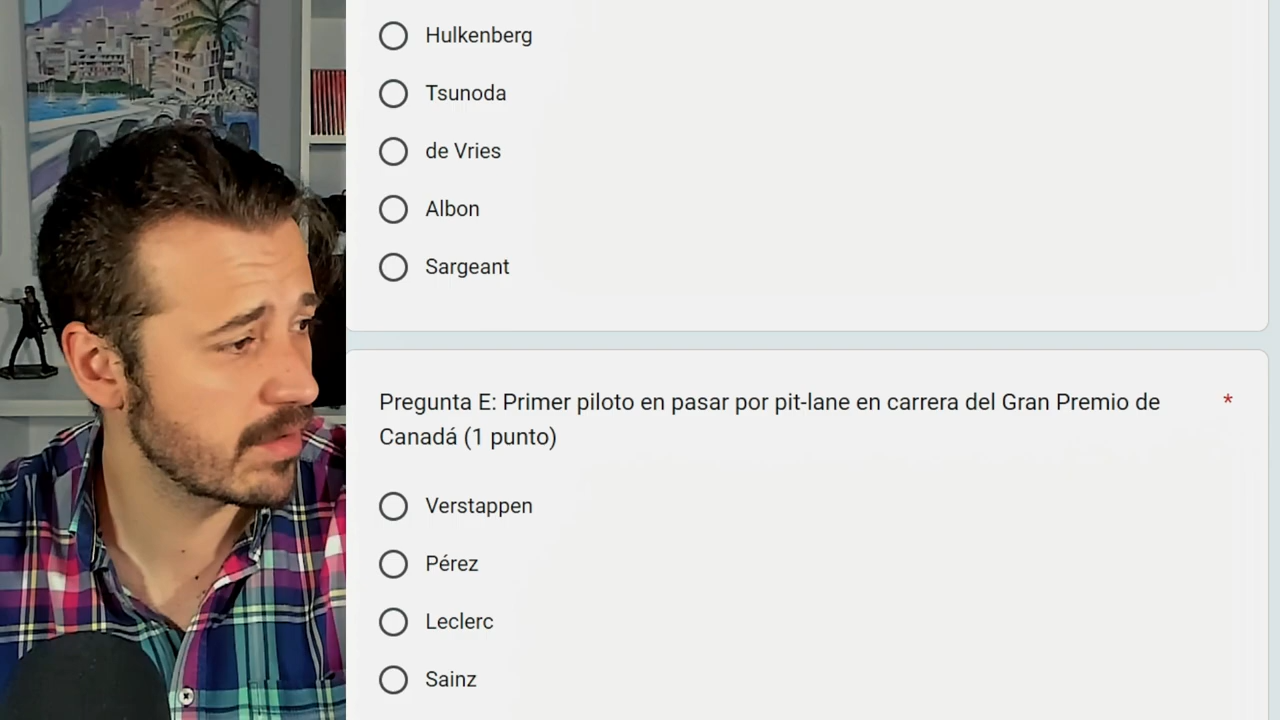 Hulkenberg
Tsunoda
de Vries
Albon
Sargeant
Pregunta E: Primer piloto en pasar por pit-lane en carrera del Gran Premio de *
Canadá (1 punto)
Verstappen
Pérez
Leclerc
Sainz